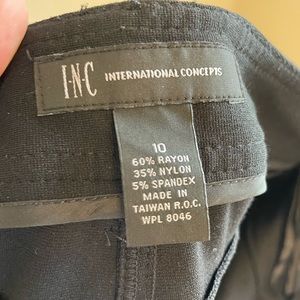 I·N·C INTERNATIONAL CONCEPTS
10
60% RAYON
35% NYLON
5% SPANDEX
MADE IN
TAIWAN R.O.C.
WPL 8046